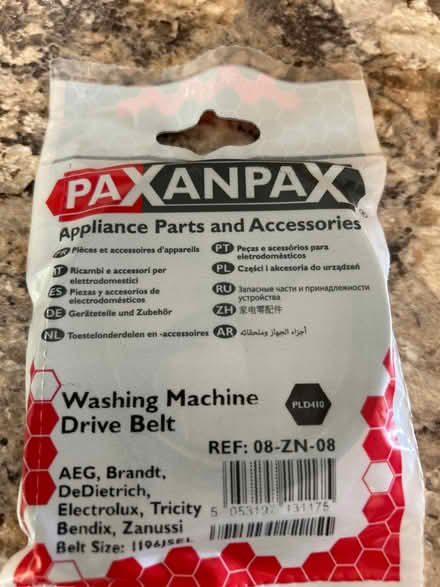 PAXANPAX®
Appliance Parts and Accessories
FR Pièces et accessoires d'appareils
IT Ricambi e accessori per
elettrodomestici
ES Piezas y accesorios de
electrodomésticos
DE Geräteteile und Zubehör
NL Toestelonderdelen en -accessoires
PT Peças e acessórios para
eletrodomésticos
PL Części i akcesoria do urządzeń
RU Запасные части и принадлежности
устройства
ZH 家电零配件
AR أجزاء الجهاز وملحقاته
Washing Machine
Drive Belt
PLD410
REF: 08-ZN-08
AEG, Brandt,
DeDietrich,
Electrolux, Tricity
Bendix, Zanussi
Belt Size:
5 053197 131175